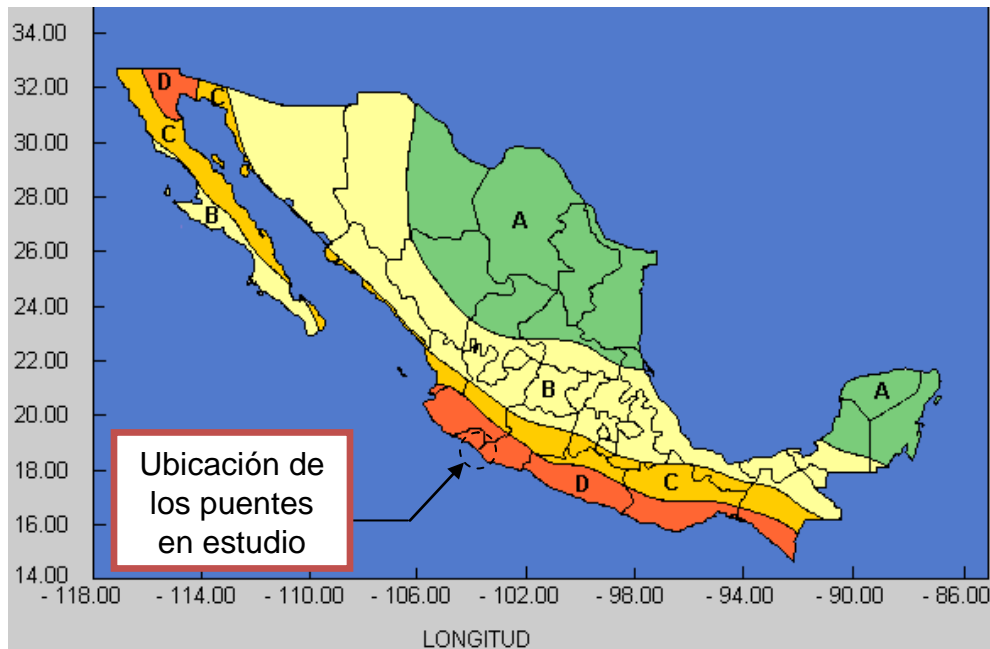 34.00
32.00
30.00
28.00
26.00
24.00
22.00
20.00
18.00
16.00
14.00
D
C
C
B
A
B
A
C
D
Ubicación de
los puentes
en estudio
- 118.00 - 114.00 - 110.00 - 106.00 - 102.00 - 98.00 - 94.00 - 90.00 - 86.00
LONGITUD